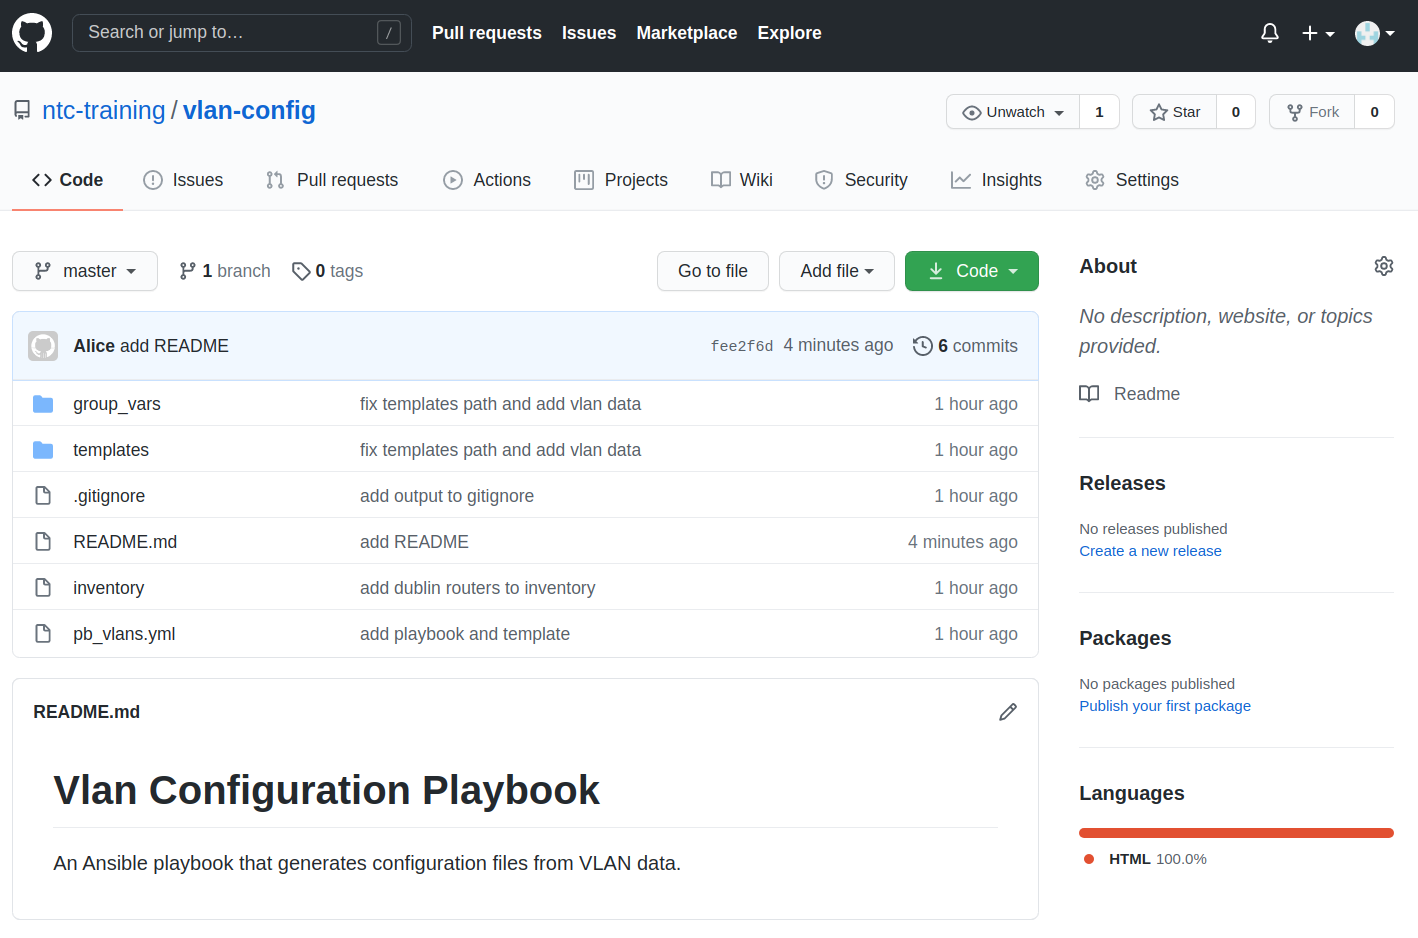 Search or jump to… / Pull requests Issues Marketplace Explore
ntc-training / vlan-config Unwatch 1 Star 0 Fork 0
Code Issues Pull requests Actions Projects Wiki Security Insights Settings
master 1 branch 0 tags Go to file Add file Code
Alice add README fee2f6d 4 minutes ago 6 commits
group_vars fix templates path and add vlan data 1 hour ago
templates fix templates path and add vlan data 1 hour ago
.gitignore add output to gitignore 1 hour ago
README.md add README 4 minutes ago
inventory add dublin routers to inventory 1 hour ago
pb_vlans.yml add playbook and template 1 hour ago
README.md
Vlan Configuration Playbook
An Ansible playbook that generates configuration files from VLAN data.
About
No description, website, or topics
provided.
Readme
Releases
No releases published
Create a new release
Packages
No packages published
Publish your first package
Languages
HTML 100.0%